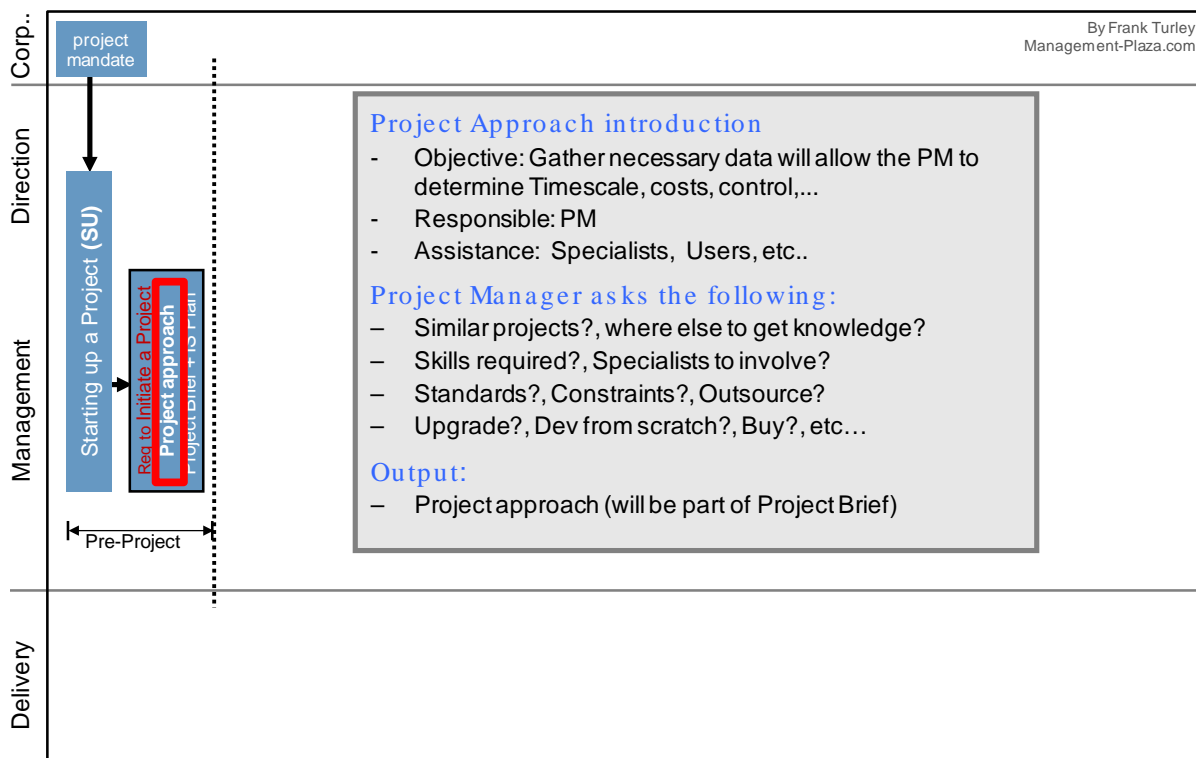 Corp..
project
mandate
By Frank Turley
Management-Plaza.com
Direction
Management
Delivery
Starting up a Project (SU)
Req to Initiate a Project
Project approach
Project Brief + IS Plan
Pre-Project
Project Approach introduction
- Objective: Gather necessary data will allow the PM to
determine Timescale, costs, control,...
- Responsible: PM
- Assistance: Specialists, Users, etc..
Project Manager asks the following:
– Similar projects?, where else to get knowledge?
– Skills required?, Specialists to involve?
– Standards?, Constraints?, Outsource?
– Upgrade?, Dev from scratch?, Buy?, etc…
Output:
– Project approach (will be part of Project Brief)